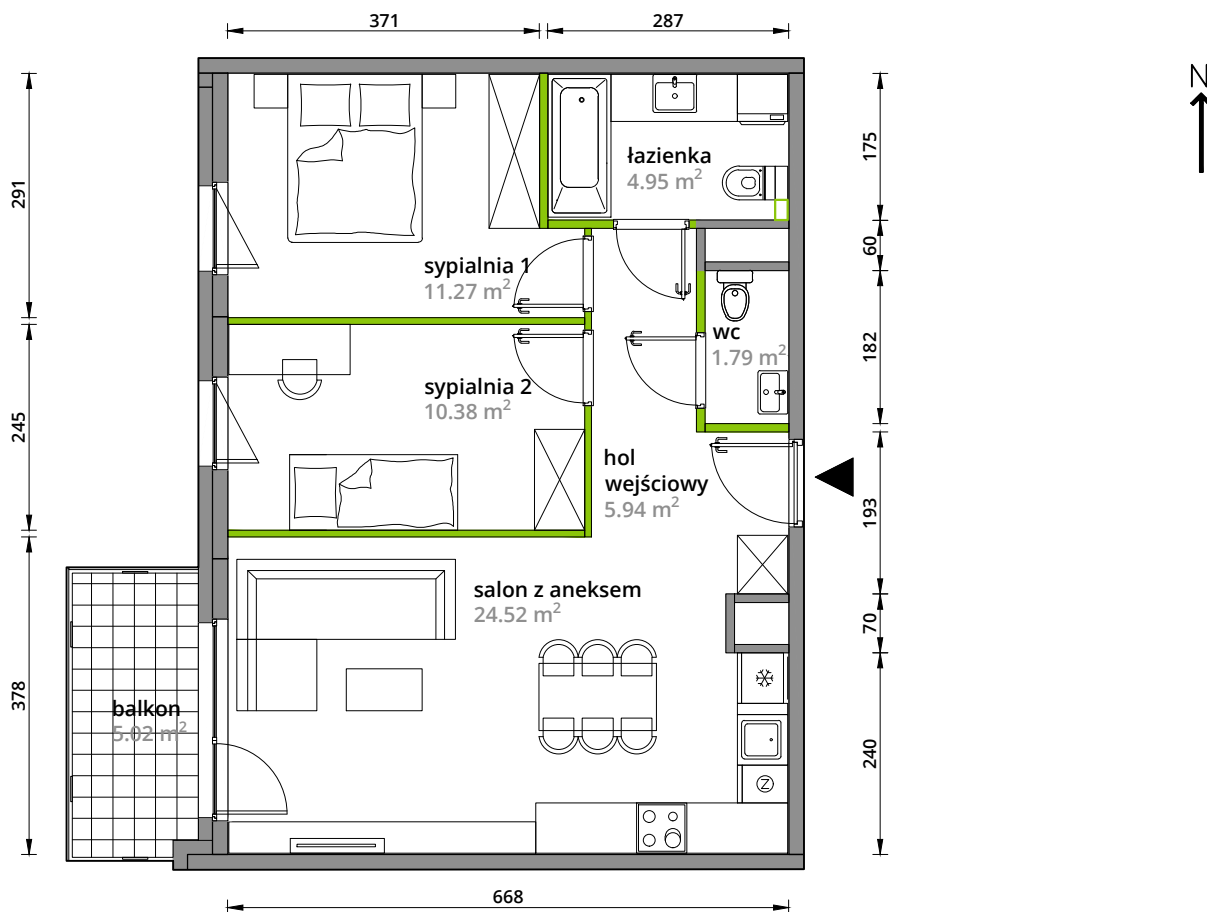 371
287
N
291
245
378
175
60
182
193
70
240
668
łazienka
4.95 m²
sypialnia 1
11.27 m²
wc
1.79 m²
sypialnia 2
10.38 m²
hol
wejściowy
5.94 m²
salon z aneksem
24.52 m²
balkon
5.02 m²
Z